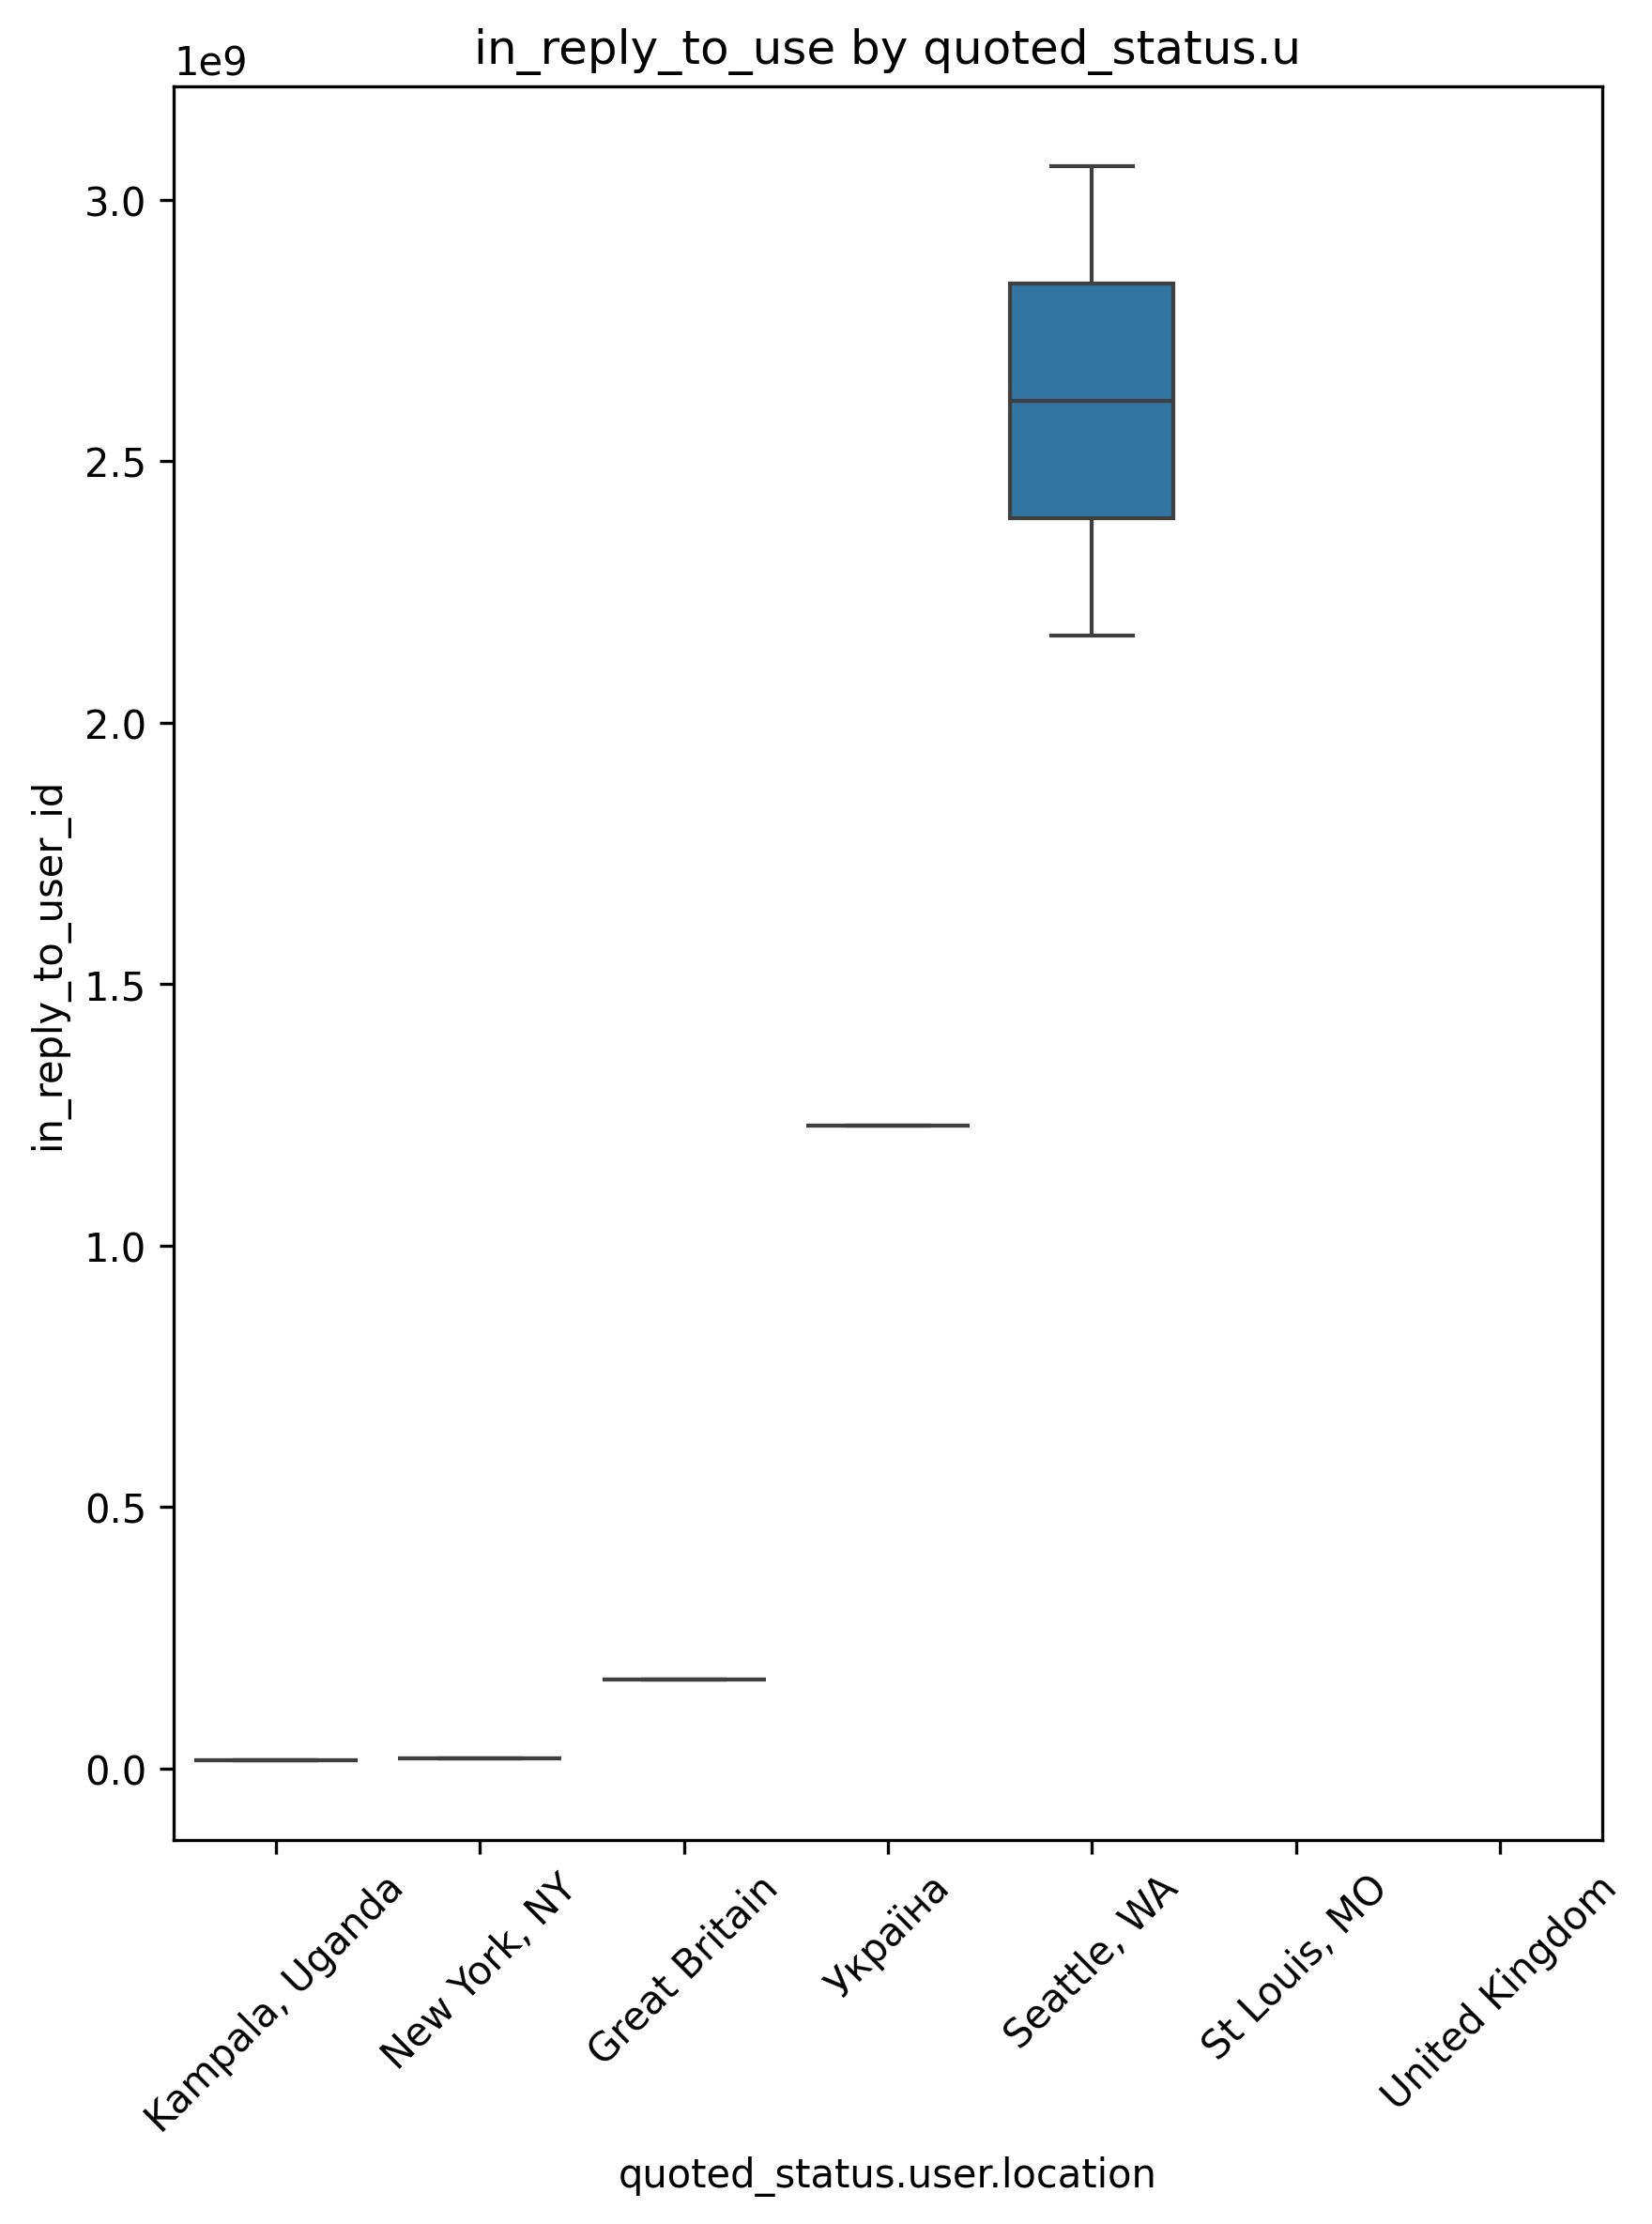 in_reply_to_use by quoted_status.u
1e9
3.0
2.5
2.0
1.5
1.0
0.5
0.0
in_reply_to_user_id
Kampala, Uganda
New York, NY
Great Britain
Україна
Seattle, WA
St Louis, MO
United Kingdom
quoted_status.user.location